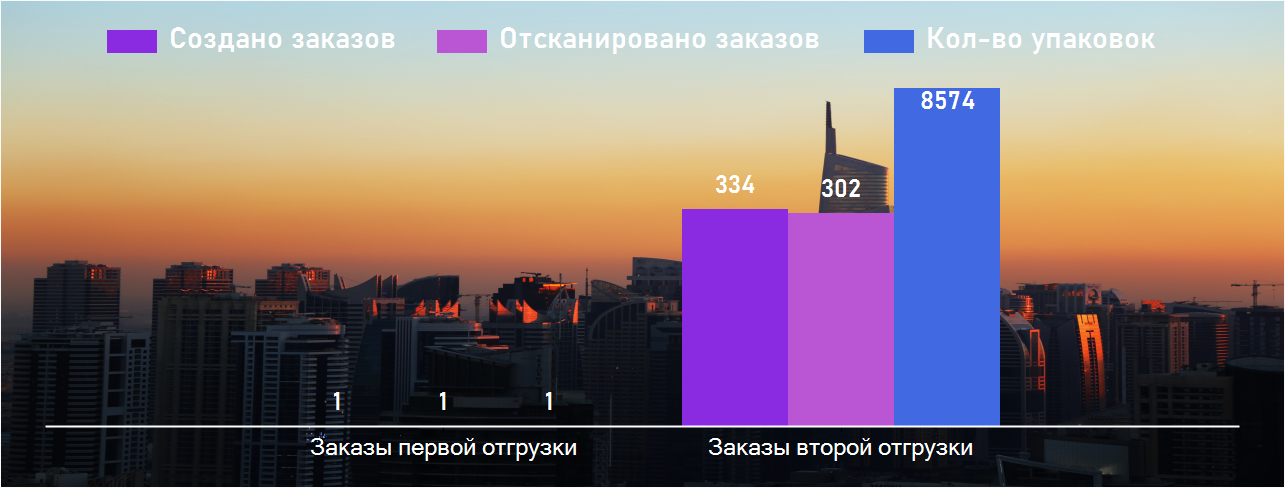 Создано заказов Отсканировано заказов Кол-во упаковок
8574
334 302
1 1 1
Заказы первой отгрузки Заказы второй отгрузки